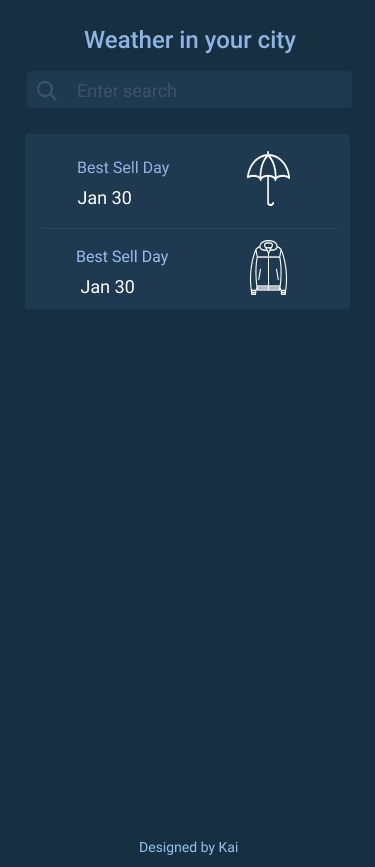 Weather in your city
Enter search
Best Sell Day
Jan 30
Best Sell Day
Jan 30
Designed by Kai